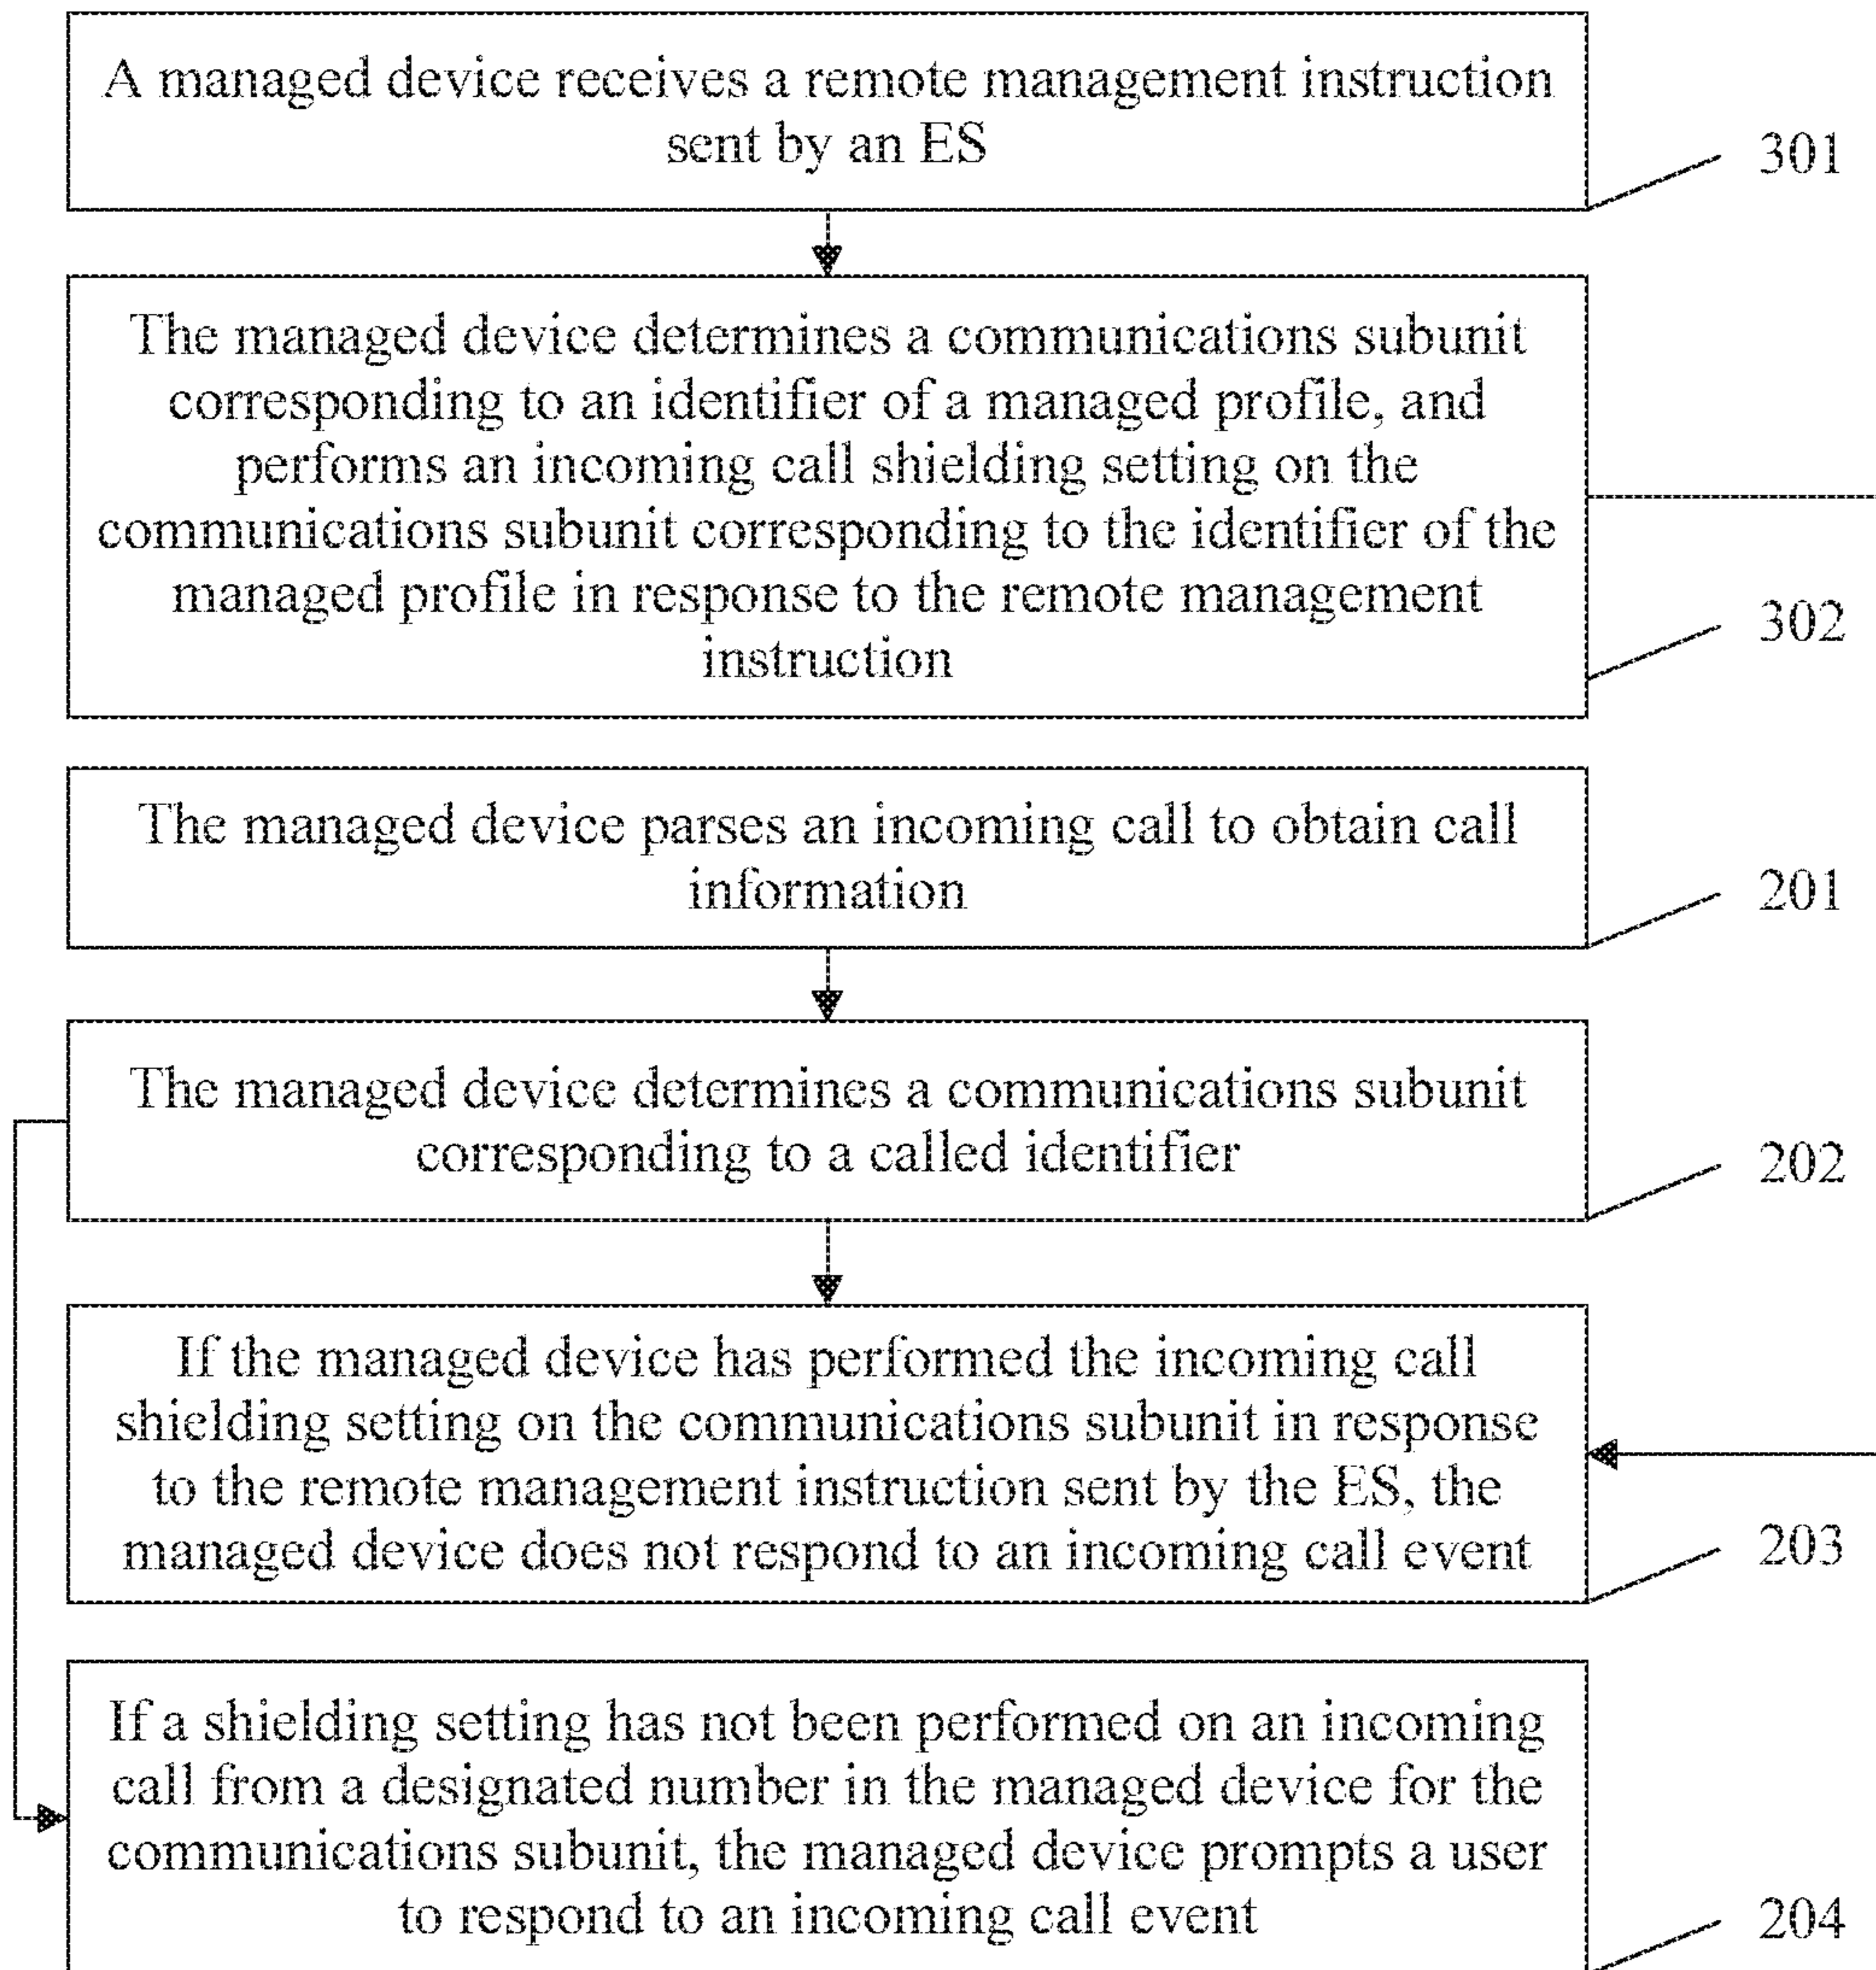 A managed device receives a remote management instruction
sent by an ES
301
The managed device determines a communications subunit
corresponding to an identifier of a managed profile, and
performs an incoming call shielding setting on the
communications subunit corresponding to the identifier of the
managed profile in response to the remote management
instruction
302
The managed device parses an incoming call to obtain call
information
201
The managed device determines a communications subunit
corresponding to a called identifier
202
If the managed device has performed the incoming call
shielding setting on the communications subunit in response
to the remote management instruction sent by the ES, the
managed device does not respond to an incoming call event
203
If a shielding setting has not been performed on an incoming
call from a designated number in the managed device for the
communications subunit, the managed device prompts a user
to respond to an incoming call event
204